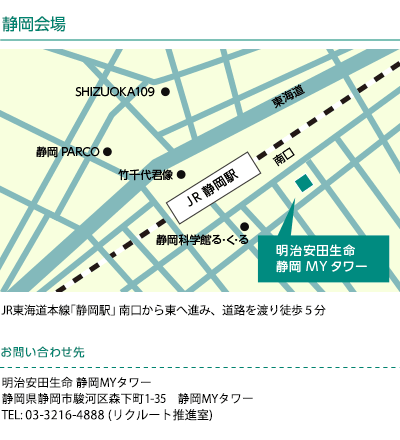 静岡会場
SHIZUOKA109
東海道
静岡 PARCO
竹千代君像
JR 静岡駅
南口
静岡科学館る・く・る
明治安田生命
静岡 MY タワー
JR東海道本線「静岡駅」南口から東へ進み、道路を渡り徒歩 5 分
お問い合わせ先
明治安田生命 静岡MYタワー
静岡県静岡市駿河区森下町1-35　静岡MYタワー
TEL: 03-3216-4888 (リクルート推進室)